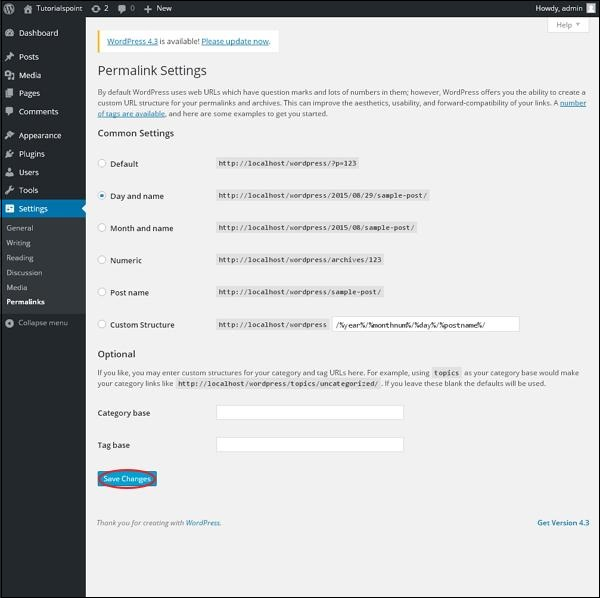 Tutorialspoint 2 0 New Howdy, admin
Help
Dashboard
Posts
Media
Pages
Comments
Appearance
Plugins
Users
Tools
Settings
General
Writing
Reading
Discussion
Media
Permalinks
Collapse menu
WordPress 4.3 is available! Please update now.
Permalink Settings
By default WordPress uses web URLs which have question marks and lots of numbers in them; however, WordPress offers you the ability to create a
custom URL structure for your permalinks and archives. This can improve the aesthetics, usability, and forward-compatibility of your links. A number
of tags are available, and here are some examples to get you started.
Common Settings
Default http://localhost/wordpress/?p=123
Day and name http://localhost/wordpress/2015/08/29/sample-post/
Month and name http://localhost/wordpress/2015/08/sample-post/
Numeric http://localhost/wordpress/archives/123
Post name http://localhost/wordpress/sample-post/
Custom Structure http://localhost/wordpress /%year%/%monthnum%/%day%/%postname%/
Optional
If you like, you may enter custom structures for your category and tag URLs here. For example, using topics as your category base would make
your category links like http://localhost/wordpress/topics/uncategorized/ . If you leave these blank the defaults will be used.
Category base
Tag base
Save Changes
Thank you for creating with WordPress. Get Version 4.3